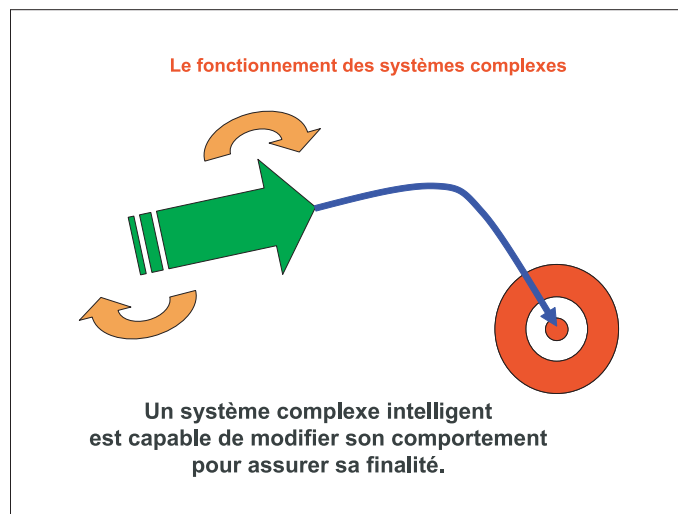 Le fonctionnement des systèmes complexes
Un système complexe intelligent
est capable de modifier son comportement
pour assurer sa finalité.